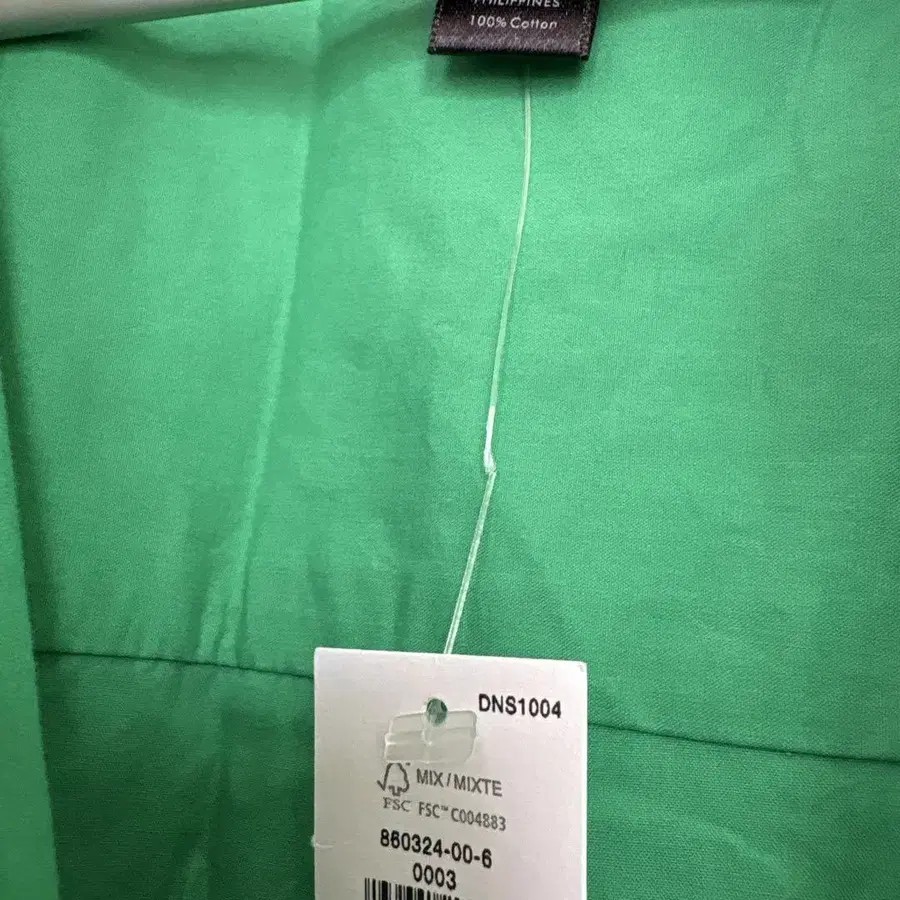 PHILIPPINES
100% Cotton
DNS1004
MIX/MIXTE
FSC FSC™ C004883
860324-00-6
0003